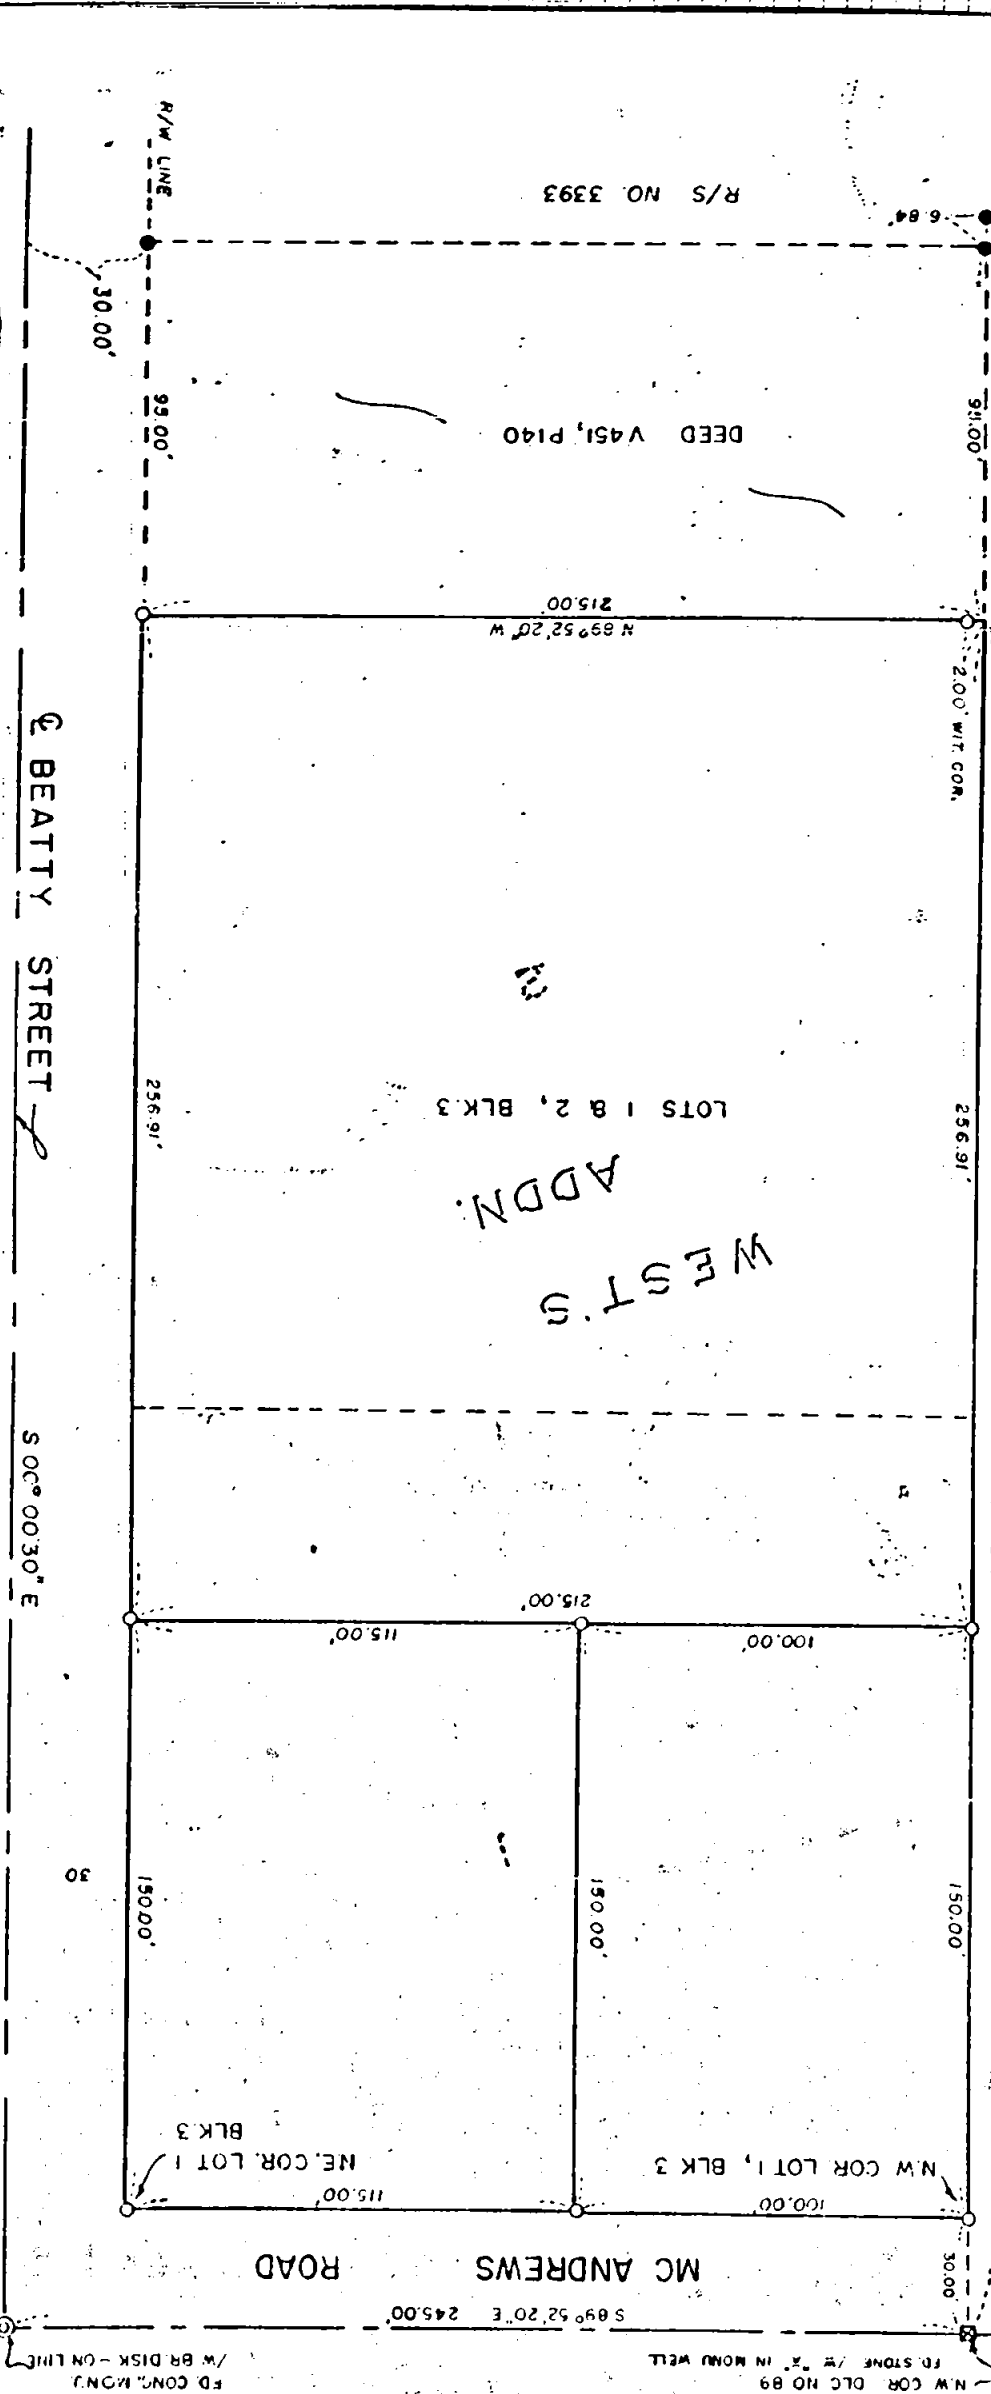 N.W. COR. DLC NO 89
FD. STONE /W "X" IN MONU WELL
FD. CONC. MONU.
/W BR. DISK - ON LINE
S 89° 52' 20" E 245.00'
30.00'
MC ANDREWS ROAD
100.00'
115.00'
N.W COR LOT 1, BLK 3
NE. COR. LOT 1
BLK.3
150.00'
150.00'
150.00'
30
100.00'
115.00'
215.00'
S 00° 00'30" E
WEST'S
ADDN.
LOTS 1 & 2, BLK.3
256.91'
256.91'
℄ BEATTY STREET
2.00' WIT. COR.
N 89° 52' 20" W
215.00'
DEED V451, P140
95.00'
95.00'
30.00'
6.84'
R/S NO. 3393
R/W LINE